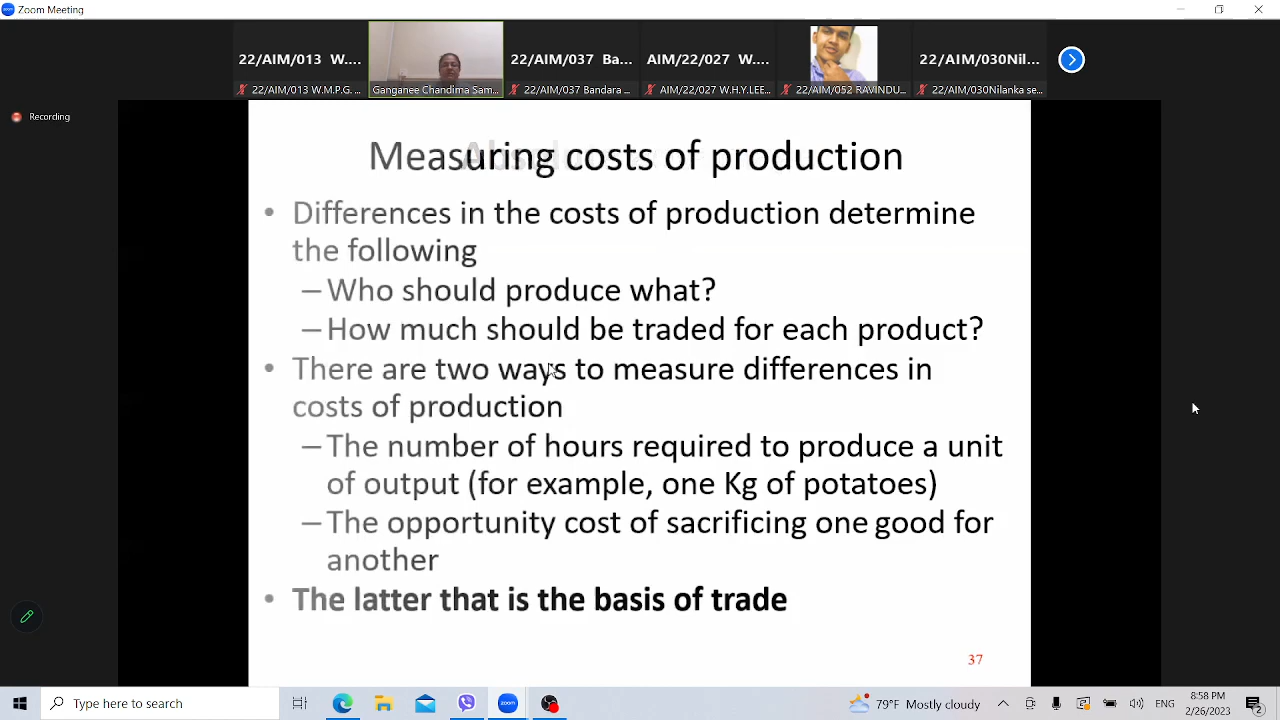 Zoom Meeting
22/AIM/013 W....
22/AIM/037 Ba...
AIM/22/027 W....
22/AIM/030Nil...
22/AIM/013 W.M.P.G. ...
Ganganee Chandima Sam...
22/AIM/037 Bandara ...
AIM/22/027 W.H.Y.LEE...
22/AIM/052 RAVINDU...
22/AIM/030Nilanka se...
Recording
Measuring costs of production
• Differences in the costs of production determine
the following
–Who should produce what?
–How much should be traded for each product?
• There are two ways to measure differences in
costs of production
–The number of hours required to produce a unit
of output (for example, one Kg of potatoes)
–The opportunity cost of sacrificing one good for
another
• The latter that is the basis of trade
37
Type here to search
zoom
79°F Mostly cloudy
8:58 PM
2/26/2023
2